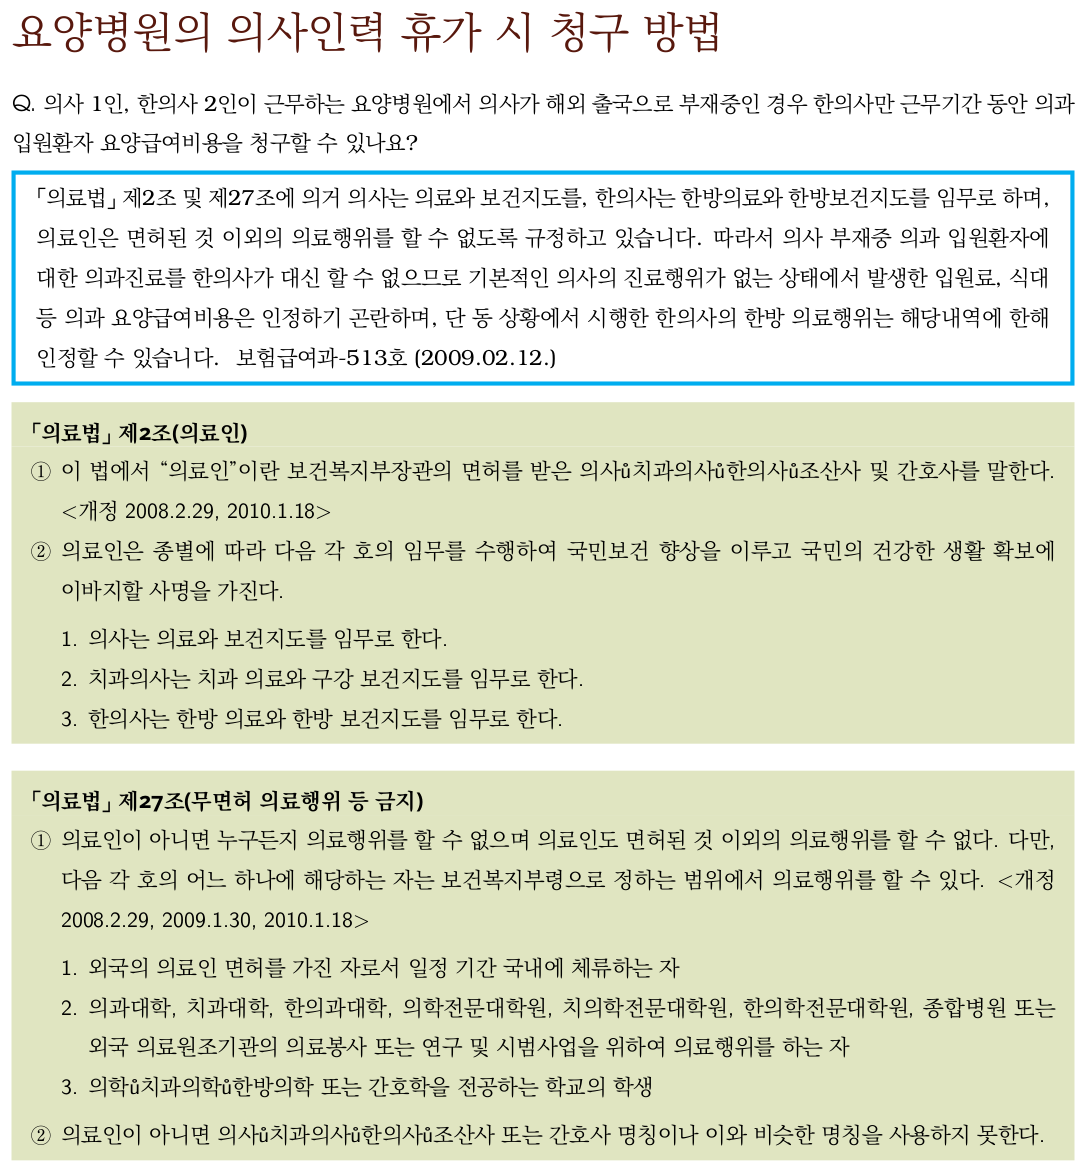 요양병원의 의사인력 휴가 시 청구 방법
Q. 의사 1인, 한의사 2인이 근무하는 요양병원에서 의사가 해외 출국으로 부재중인 경우 한의사만 근무기간 동안 의과
입원환자 요양급여비용을 청구할 수 있나요?
「의료법」 제2조 및 제27조에 의거 의사는 의료와 보건지도를, 한의사는 한방의료와 한방보건지도를 임무로 하며,
의료인은 면허된 것 이외의 의료행위를 할 수 없도록 규정하고 있습니다. 따라서 의사 부재중 의과 입원환자에
대한 의과진료를 한의사가 대신 할 수 없으므로 기본적인 의사의 진료행위가 없는 상태에서 발생한 입원료, 식대
등 의과 요양급여비용은 인정하기 곤란하며, 단 동 상황에서 시행한 한의사의 한방 의료행위는 해당내역에 한해
인정할 수 있습니다. 보험급여과-513호 (2009.02.12.)
「의료법」 제2조(의료인)
① 이 법에서 “의료인”이란 보건복지부장관의 면허를 받은 의사ů치과의사ů한의사ů조산사 및 간호사를 말한다.
<개정 2008.2.29, 2010.1.18>
② 의료인은 종별에 따라 다음 각 호의 임무를 수행하여 국민보건 향상을 이루고 국민의 건강한 생활 확보에
이바지할 사명을 가진다.
1. 의사는 의료와 보건지도를 임무로 한다.
2. 치과의사는 치과 의료와 구강 보건지도를 임무로 한다.
3. 한의사는 한방 의료와 한방 보건지도를 임무로 한다.
「의료법」 제27조(무면허 의료행위 등 금지)
① 의료인이 아니면 누구든지 의료행위를 할 수 없으며 의료인도 면허된 것 이외의 의료행위를 할 수 없다. 다만,
다음 각 호의 어느 하나에 해당하는 자는 보건복지부령으로 정하는 범위에서 의료행위를 할 수 있다. <개정
2008.2.29, 2009.1.30, 2010.1.18>
1. 외국의 의료인 면허를 가진 자로서 일정 기간 국내에 체류하는 자
2. 의과대학, 치과대학, 한의과대학, 의학전문대학원, 치의학전문대학원, 한의학전문대학원, 종합병원 또는
외국 의료원조기관의 의료봉사 또는 연구 및 시범사업을 위하여 의료행위를 하는 자
3. 의학ů치과의학ů한방의학 또는 간호학을 전공하는 학교의 학생
② 의료인이 아니면 의사ů치과의사ů한의사ů조산사 또는 간호사 명칭이나 이와 비슷한 명칭을 사용하지 못한다.